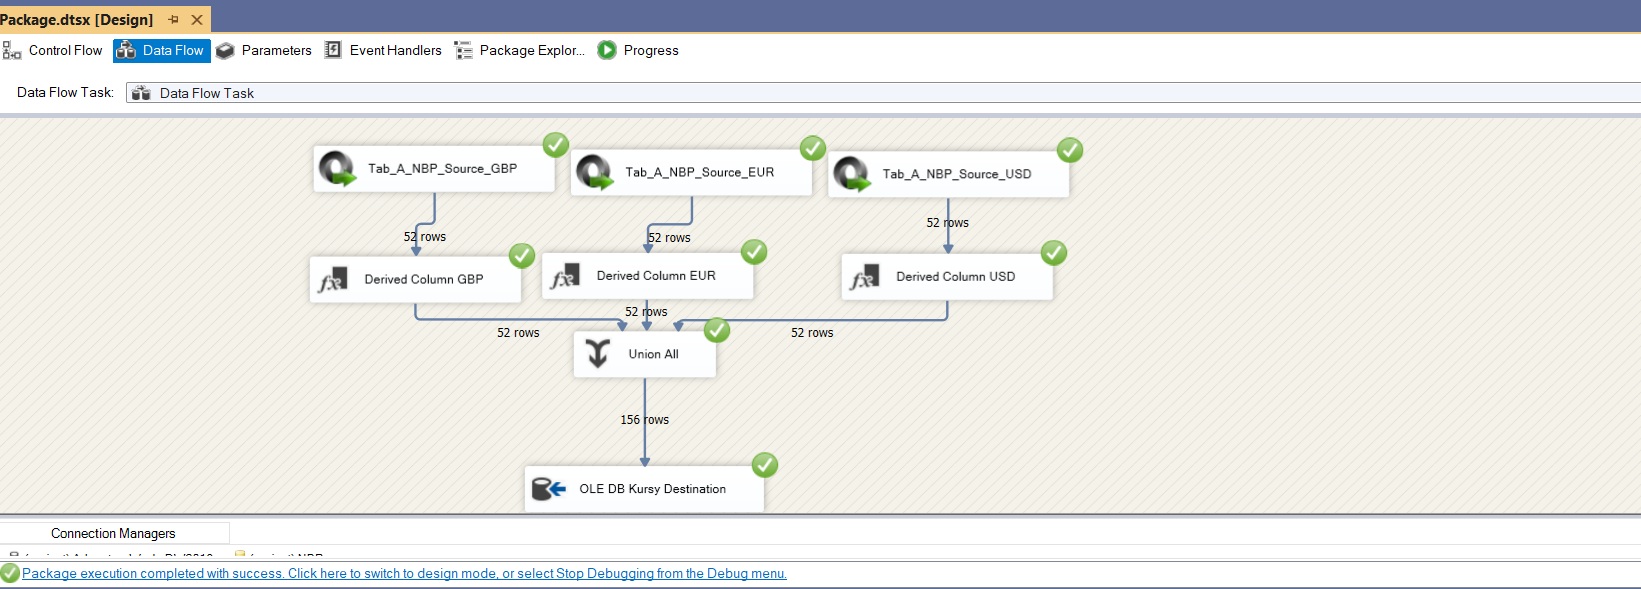 Package.dtsx [Design]
Control Flow Data Flow Parameters Event Handlers Package Explor... Progress
Data Flow Task: Data Flow Task
Tab_A_NBP_Source_GBP Tab_A_NBP_Source_EUR Tab_A_NBP_Source_USD
52 rows 52 rows 52 rows
Derived Column GBP Derived Column EUR Derived Column USD
52 rows 52 rows 52 rows
Union All
156 rows
OLE DB Kursy Destination
Connection Managers
Package execution completed with success. Click here to switch to design mode, or select Stop Debugging from the Debug menu.